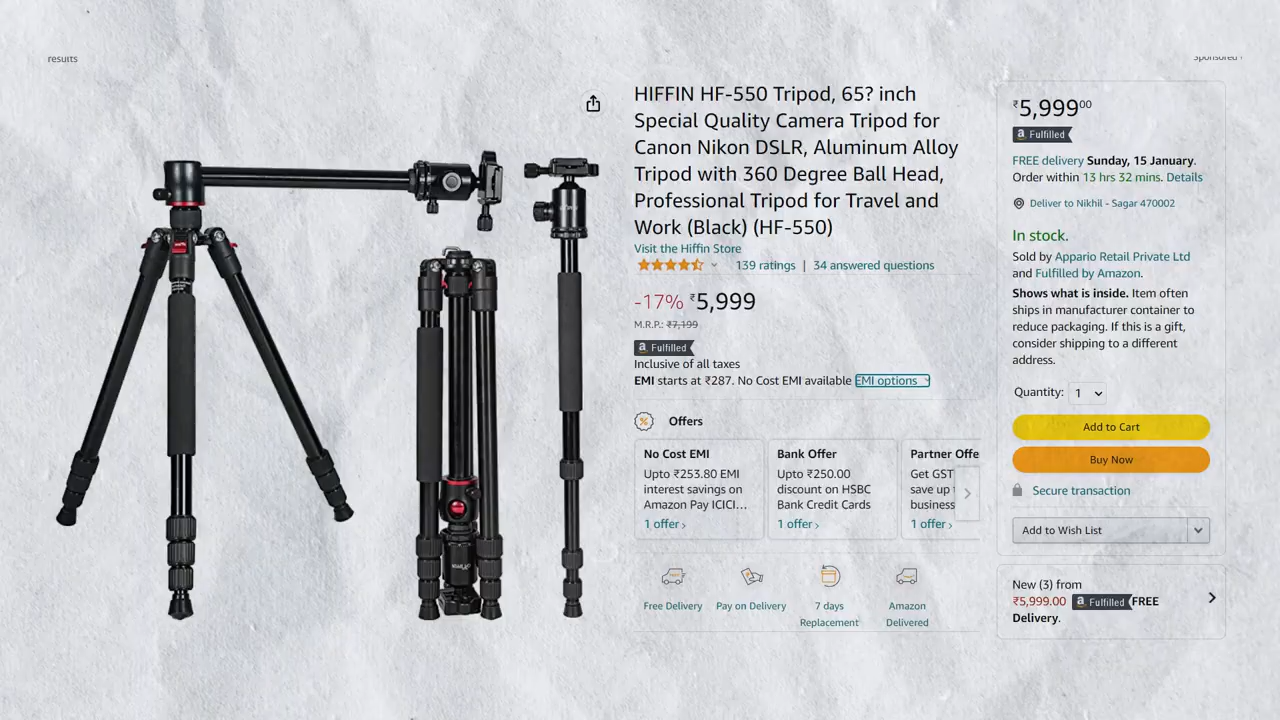 results
Sponsored
HIFFIN HF-550 Tripod, 65? inch
Special Quality Camera Tripod for
Canon Nikon DSLR, Aluminum Alloy
Tripod with 360 Degree Ball Head,
Professional Tripod for Travel and
Work (Black) (HF-550)
Visit the Hiffin Store
139 ratings | 34 answered questions
-17% ₹5,999
M.R.P.: ₹7,199
a Fulfilled
Inclusive of all taxes
EMI starts at ₹287. No Cost EMI available EMI options
Offers
No Cost EMI
Upto ₹253.80 EMI
interest savings on
Amazon Pay ICICI…
1 offer ›
Bank Offer
Upto ₹250.00
discount on HSBC
Bank Credit Cards
1 offer ›
Partner Offe
Get GST
save up
business
1 offer ›
Free Delivery
Pay on Delivery
7 days
Replacement
Amazon
Delivered
₹5,99900
a Fulfilled
FREE delivery Sunday, 15 January.
Order within 13 hrs 32 mins. Details
Deliver to Nikhil - Sagar 470002
In stock.
Sold by Appario Retail Private Ltd
and Fulfilled by Amazon.
Shows what is inside. Item often
ships in manufacturer container to
reduce packaging. If this is a gift,
consider shipping to a different
address.
Quantity: 1
Add to Cart
Buy Now
Secure transaction
Add to Wish List
New (3) from
₹5,999.00 a Fulfilled FREE
Delivery.